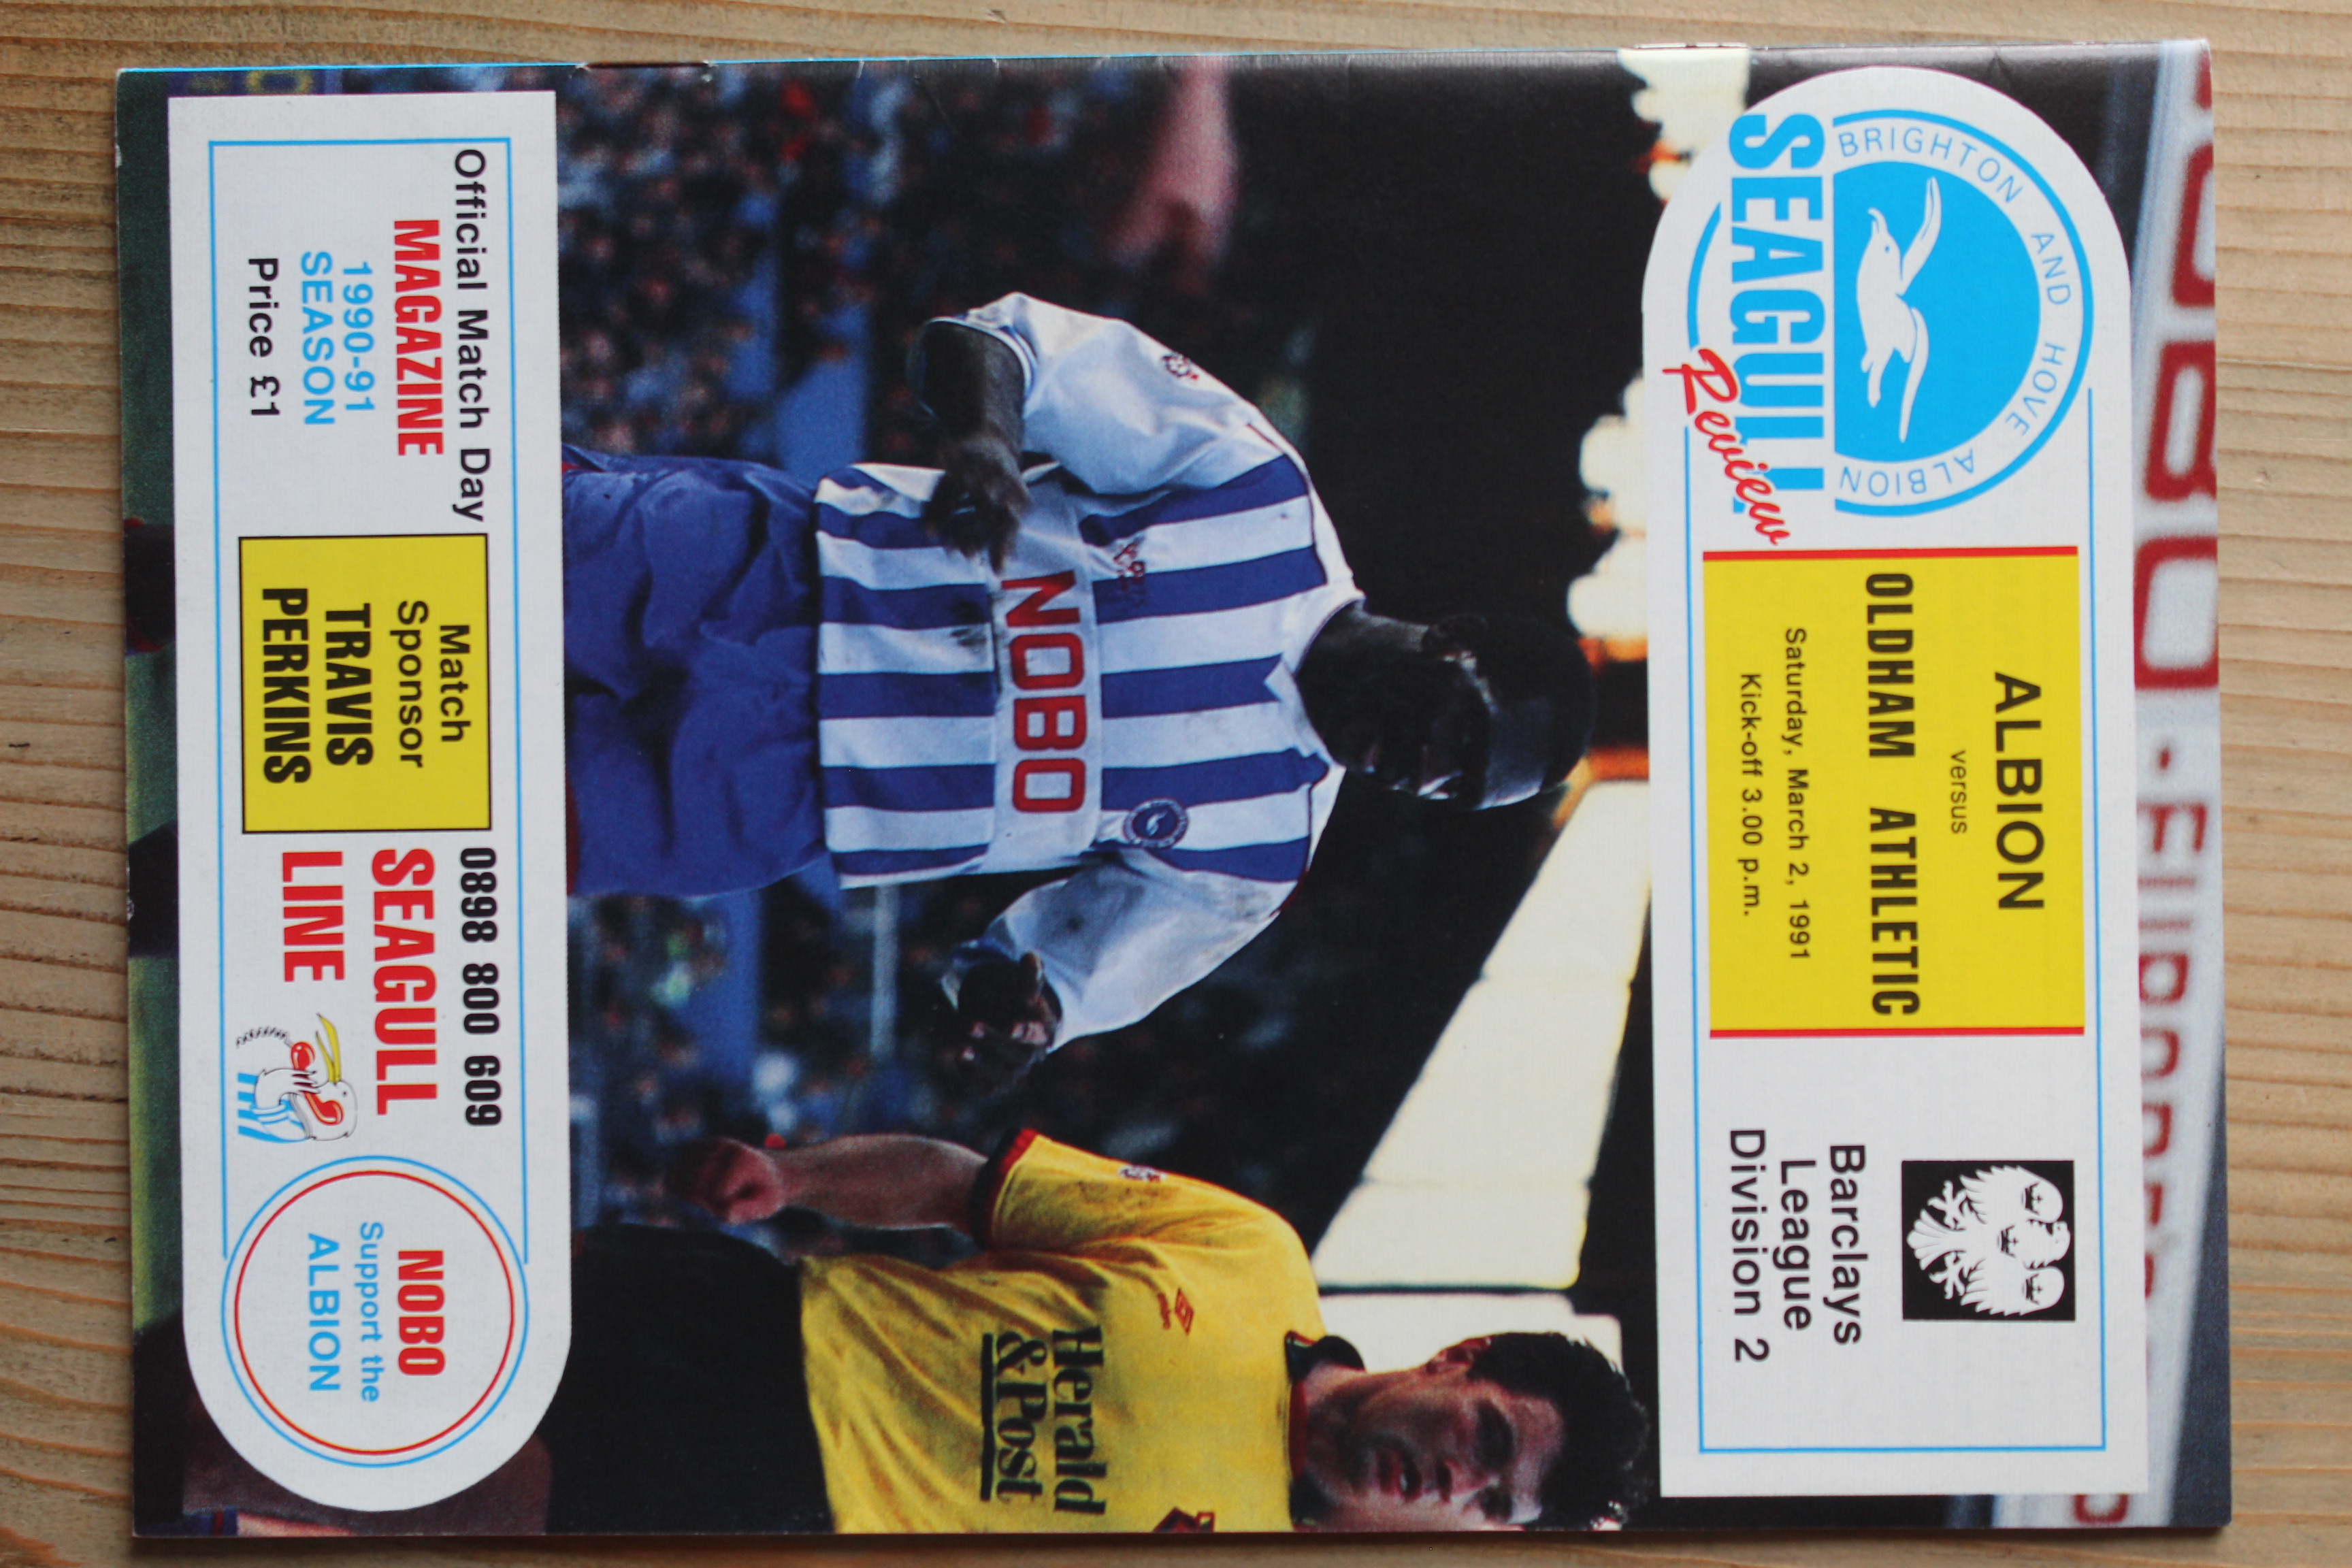 NOBO · EUROPE'S
BRIGHTON AND HOVE ALBION
SEAGULL
Review
ALBION
versus
OLDHAM ATHLETIC
Saturday, March 2, 1991
Kick-off 3.00 p.m.
Barclays
League
Division 2
NOBO
Herald
&Post
Official Match Day
MAGAZINE
1990-91
SEASON
Price £1
Match
Sponsor
TRAVIS
PERKINS
0898 800 609
SEAGULL
LINE
NOBO
Support the
ALBION